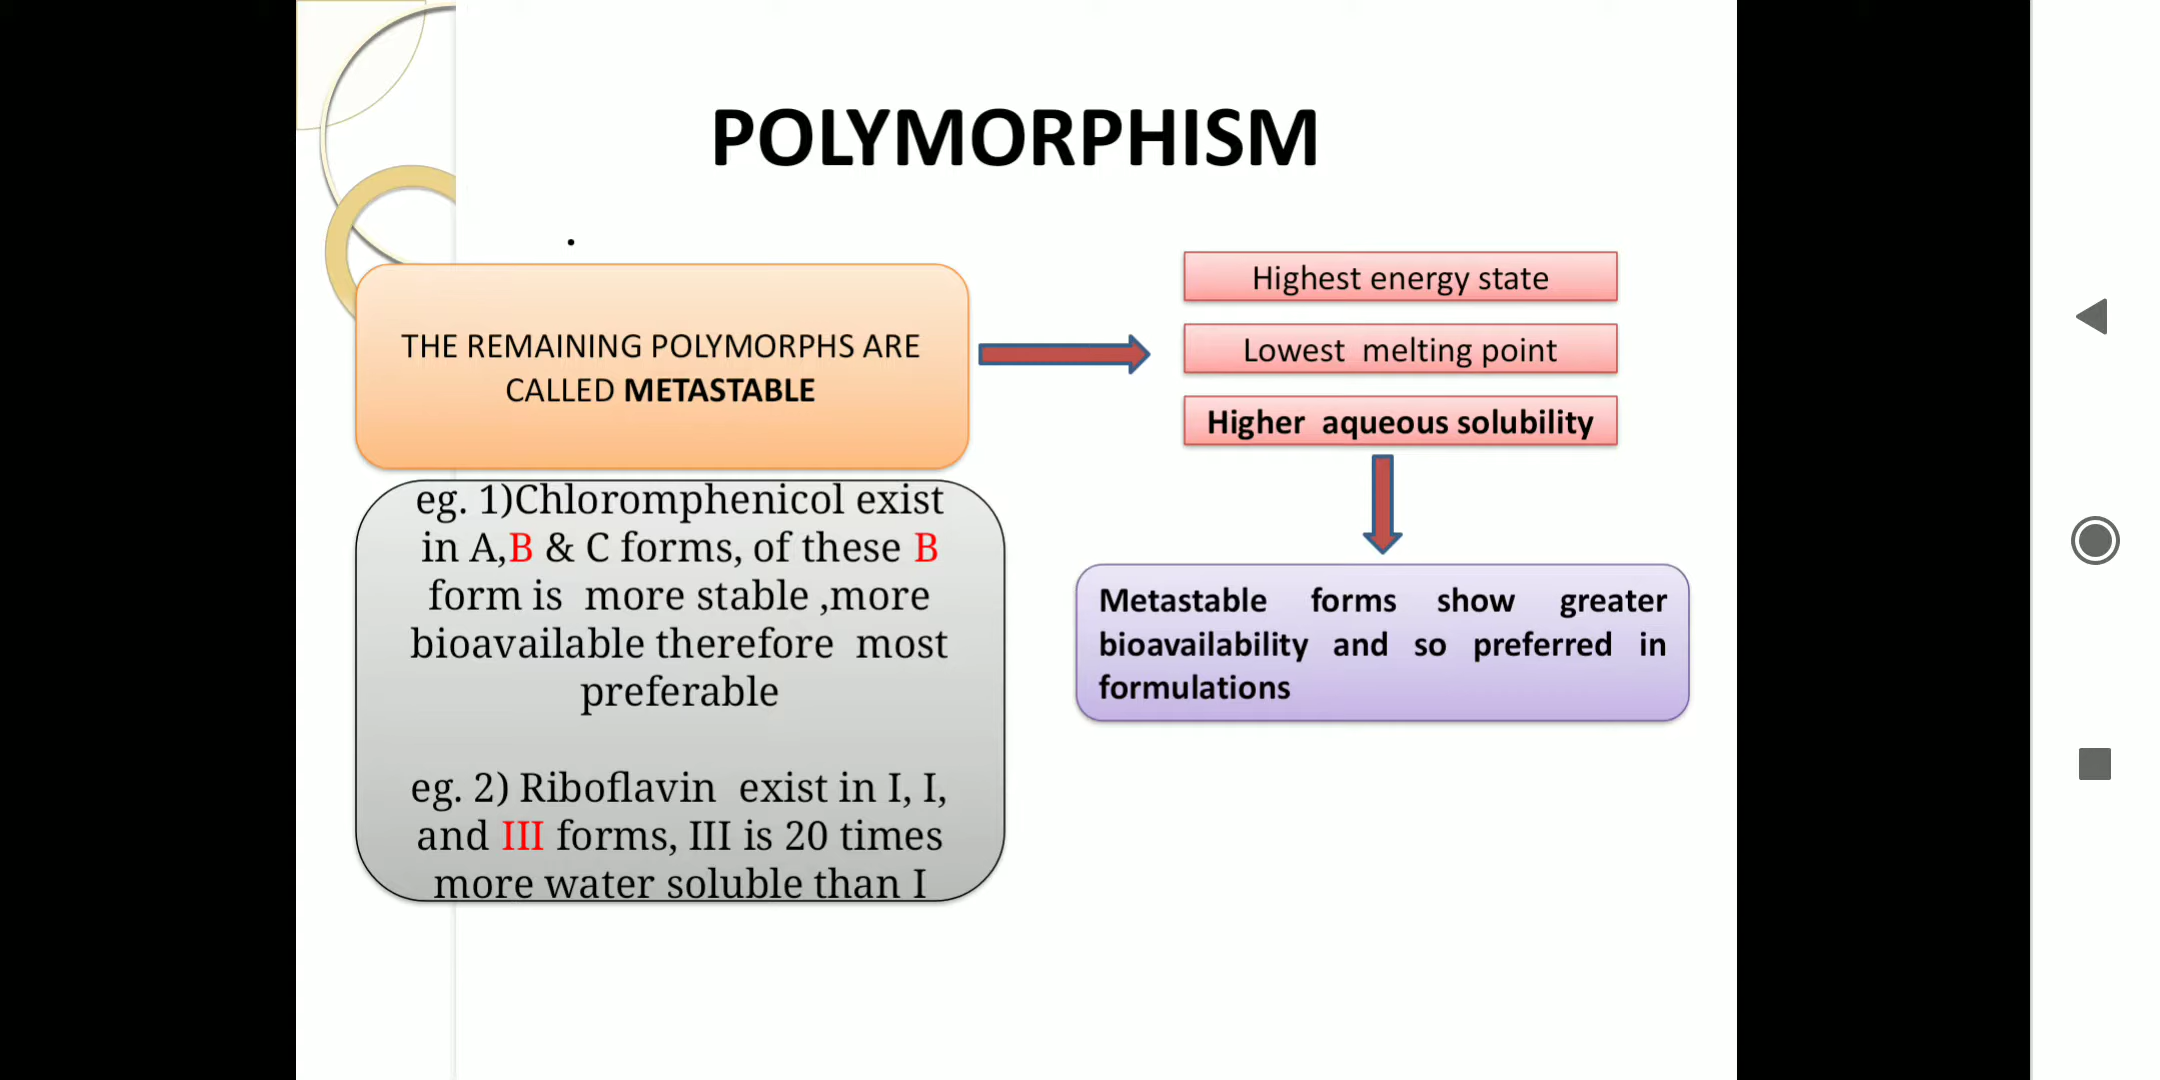 POLYMORPHISM
.
THE REMAINING POLYMORPHS ARE
CALLED METASTABLE
Highest energy state
Lowest melting point
Higher aqueous solubility
eg. 1)Chloromphenicol exist
in A,B & C forms, of these B
form is more stable ,more
bioavailable therefore most
preferable
eg. 2) Riboflavin exist in I, I,
and III forms, III is 20 times
more water soluble than I
Metastable forms show greater
bioavailability and so preferred in
formulations